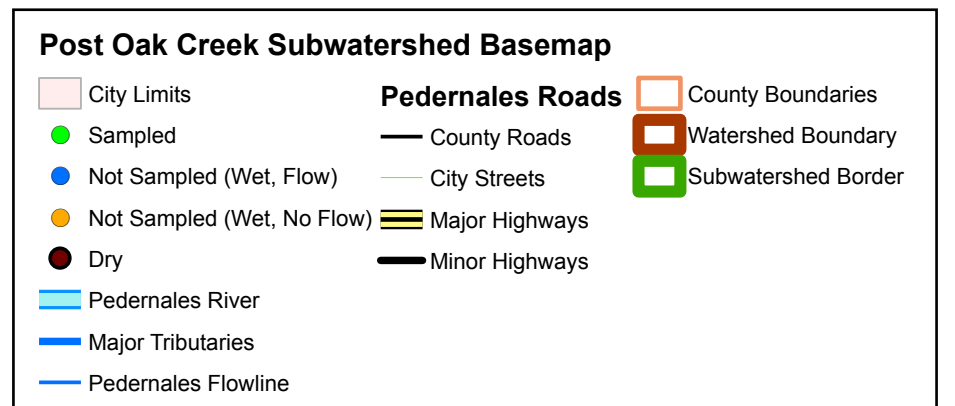 Post Oak Creek Subwatershed Basemap
City Limits
Sampled
Not Sampled (Wet, Flow)
Not Sampled (Wet, No Flow)
Dry
Pedernales River
Major Tributaries
Pedernales Flowline
Pedernales Roads
County Roads
City Streets
Major Highways
Minor Highways
County Boundaries
Watershed Boundary
Subwatershed Border